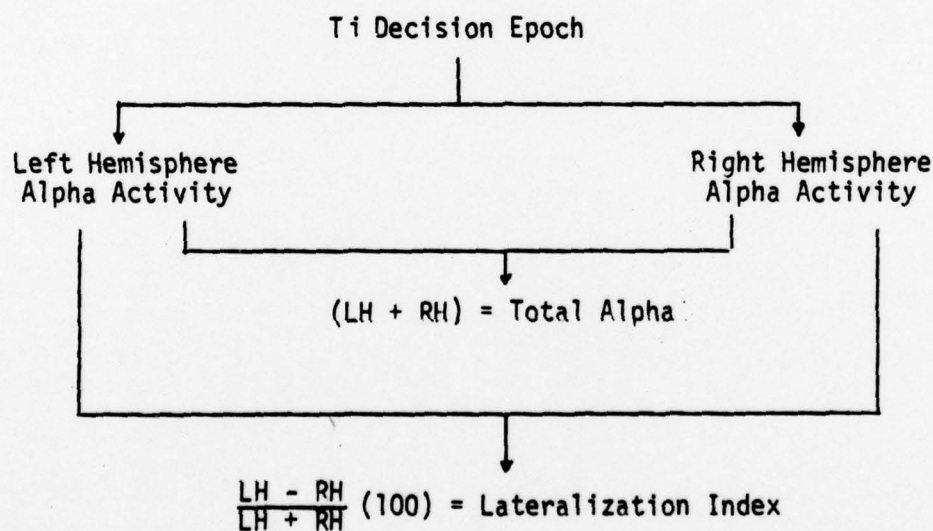 Ti Decision Epoch
Left Hemisphere
Alpha Activity
Right Hemisphere
Alpha Activity
(LH + RH) = Total Alpha
LH - RH
LH + RH
(100) = Lateralization Index